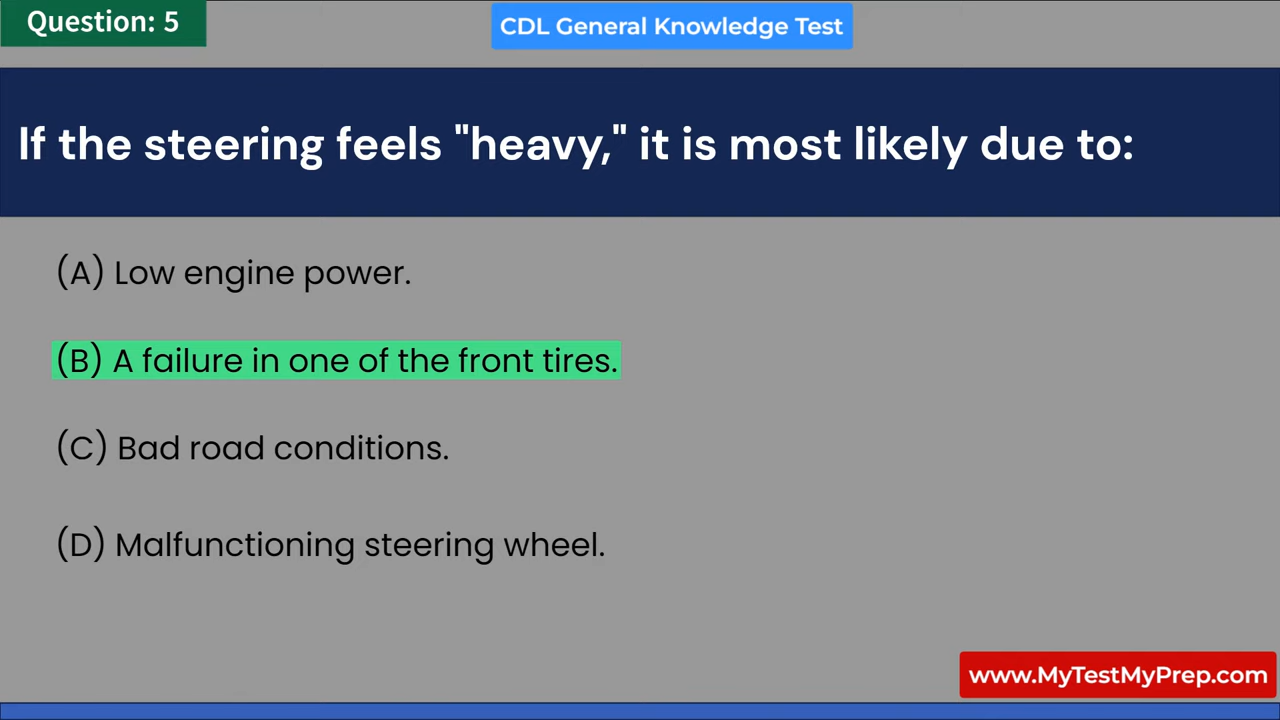 Question: 5
CDL General Knowledge Test
If the steering feels "heavy," it is most likely due to:
(A) Low engine power.
(B) A failure in one of the front tires.
(C) Bad road conditions.
(D) Malfunctioning steering wheel.
www.MyTestMyPrep.com